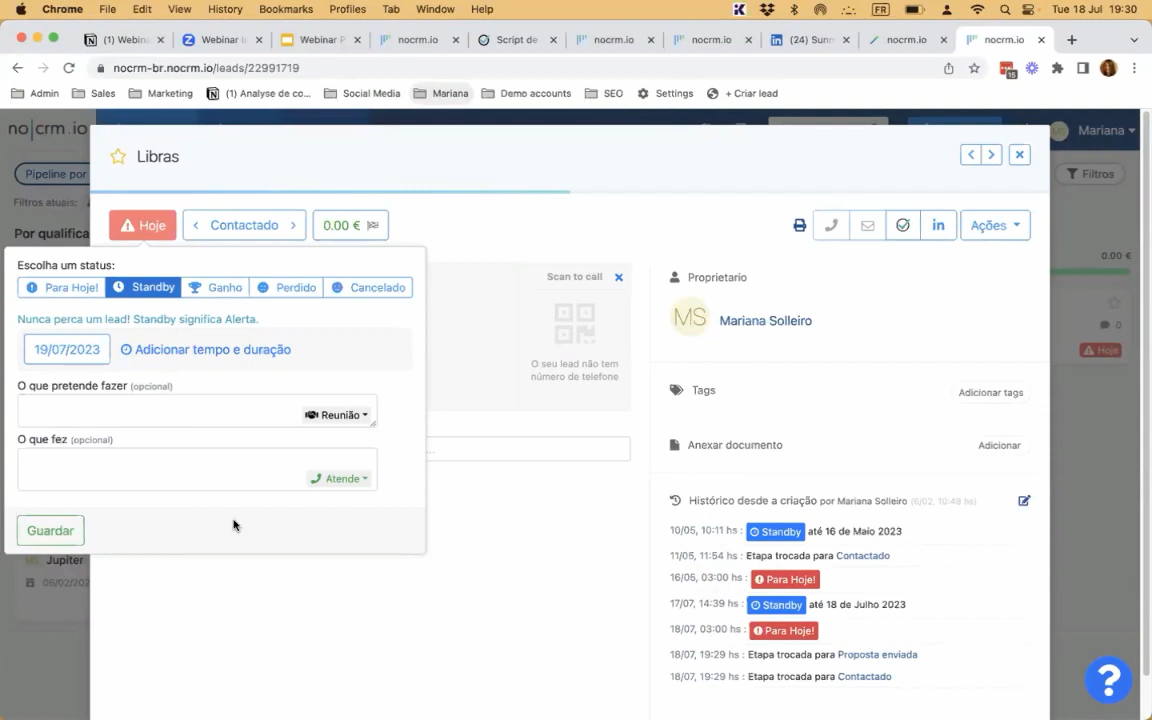 Chrome File Edit View History Bookmarks Profiles Tab Window Help FR Tue 18 Jul 19:30
(1) Webina Webinar I Webinar P nocrm.io Script de nocrm.io nocrm.io (24) Sunr nocrm.io nocrm.io
nocrm-br.nocrm.io/leads/22991719 15
Admin Sales Marketing (1) Analyse de co... Social Media Mariana Demo accounts SEO Settings + Criar lead
no|crm.io Mariana
Libras
Pipeline por Filtros
Filtros atuais:
Por qualifica
Hoje Contactado 0.00 € in Ações
0.00 €
Escolha um status:
Para Hoje! Standby Ganho Perdido Cancelado
Nunca perca um lead! Standby significa Alerta.
19/07/2023 Adicionar tempo e duração
O que pretende fazer (opcional)
Reunião
O que fez (opcional)
Atende
Guardar
Jupiter
06/02/202
Scan to call
O seu lead não tem
número de telefone
Proprietario
MS Mariana Solleiro
Tags Adicionar tags
Anexar documento Adicionar
Histórico desde a criação por Mariana Solleiro (6/02, 10:48 hs)
10/05, 10:11 hs : Standby até 16 de Maio 2023
11/05, 11:54 hs : Etapa trocada para Contactado
16/05, 03:00 hs : Para Hoje!
17/07, 14:39 hs : Standby até 18 de Julho 2023
18/07, 03:00 hs : Para Hoje!
18/07, 19:29 hs : Etapa trocada para Proposta enviada
18/07, 19:29 hs : Etapa trocada para Contactado
0
Hoje
?